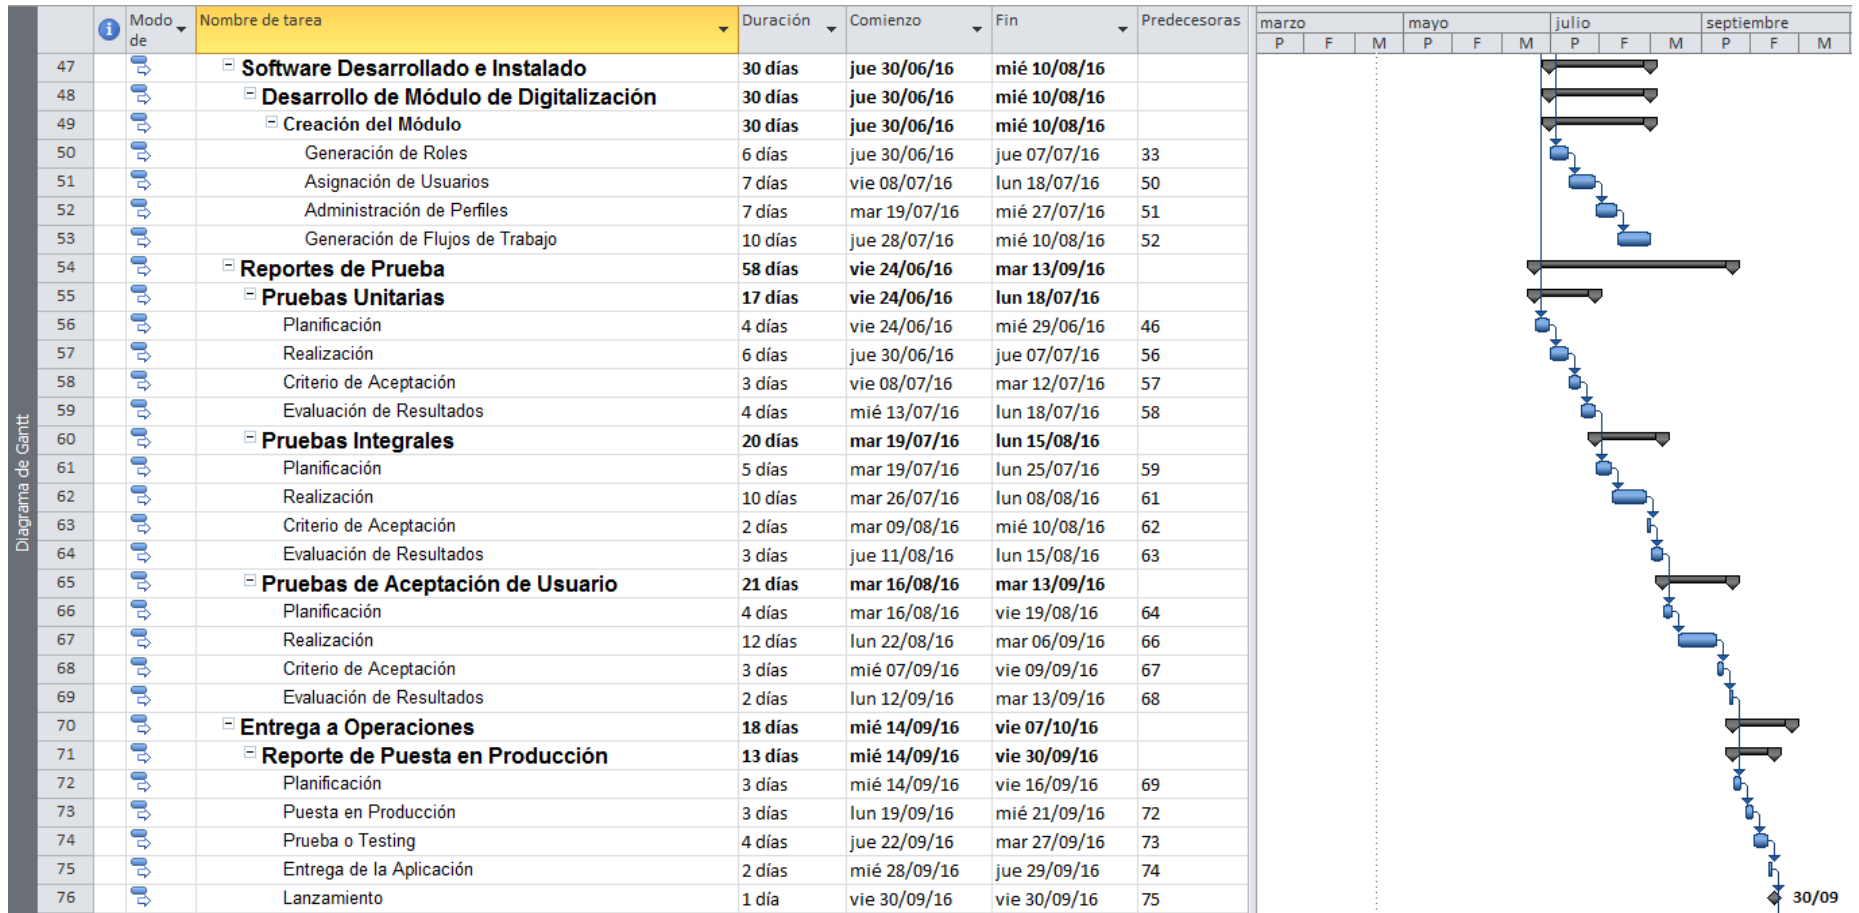 Modo de Nombre de tarea Duración Comienzo Fin Predecesoras
marzo mayo julio septiembre
P F M P F M P F M P F M
47 Software Desarrollado e Instalado 30 días jue 30/06/16 mié 10/08/16
48 Desarrollo de Módulo de Digitalización 30 días jue 30/06/16 mié 10/08/16
49 Creación del Módulo 30 días jue 30/06/16 mié 10/08/16
50 Generación de Roles 6 días jue 30/06/16 jue 07/07/16 33
51 Asignación de Usuarios 7 días vie 08/07/16 lun 18/07/16 50
52 Administración de Perfiles 7 días mar 19/07/16 mié 27/07/16 51
53 Generación de Flujos de Trabajo 10 días jue 28/07/16 mié 10/08/16 52
54 Reportes de Prueba 58 días vie 24/06/16 mar 13/09/16
55 Pruebas Unitarias 17 días vie 24/06/16 lun 18/07/16
56 Planificación 4 días vie 24/06/16 mié 29/06/16 46
57 Realización 6 días jue 30/06/16 jue 07/07/16 56
58 Criterio de Aceptación 3 días vie 08/07/16 mar 12/07/16 57
59 Evaluación de Resultados 4 días mié 13/07/16 lun 18/07/16 58
60 Pruebas Integrales 20 días mar 19/07/16 lun 15/08/16
61 Planificación 5 días mar 19/07/16 lun 25/07/16 59
62 Realización 10 días mar 26/07/16 lun 08/08/16 61
63 Criterio de Aceptación 2 días mar 09/08/16 mié 10/08/16 62
64 Evaluación de Resultados 3 días jue 11/08/16 lun 15/08/16 63
65 Pruebas de Aceptación de Usuario 21 días mar 16/08/16 mar 13/09/16
66 Planificación 4 días mar 16/08/16 vie 19/08/16 64
67 Realización 12 días lun 22/08/16 mar 06/09/16 66
68 Criterio de Aceptación 3 días mié 07/09/16 vie 09/09/16 67
69 Evaluación de Resultados 2 días lun 12/09/16 mar 13/09/16 68
70 Entrega a Operaciones 18 días mié 14/09/16 vie 07/10/16
71 Reporte de Puesta en Producción 13 días mié 14/09/16 vie 30/09/16
72 Planificación 3 días mié 14/09/16 vie 16/09/16 69
73 Puesta en Producción 3 días lun 19/09/16 mié 21/09/16 72
74 Prueba o Testing 4 días jue 22/09/16 mar 27/09/16 73
75 Entrega de la Aplicación 2 días mié 28/09/16 jue 29/09/16 74
76 Lanzamiento 1 día vie 30/09/16 vie 30/09/16 75 30/09
Diagrama de Gantt